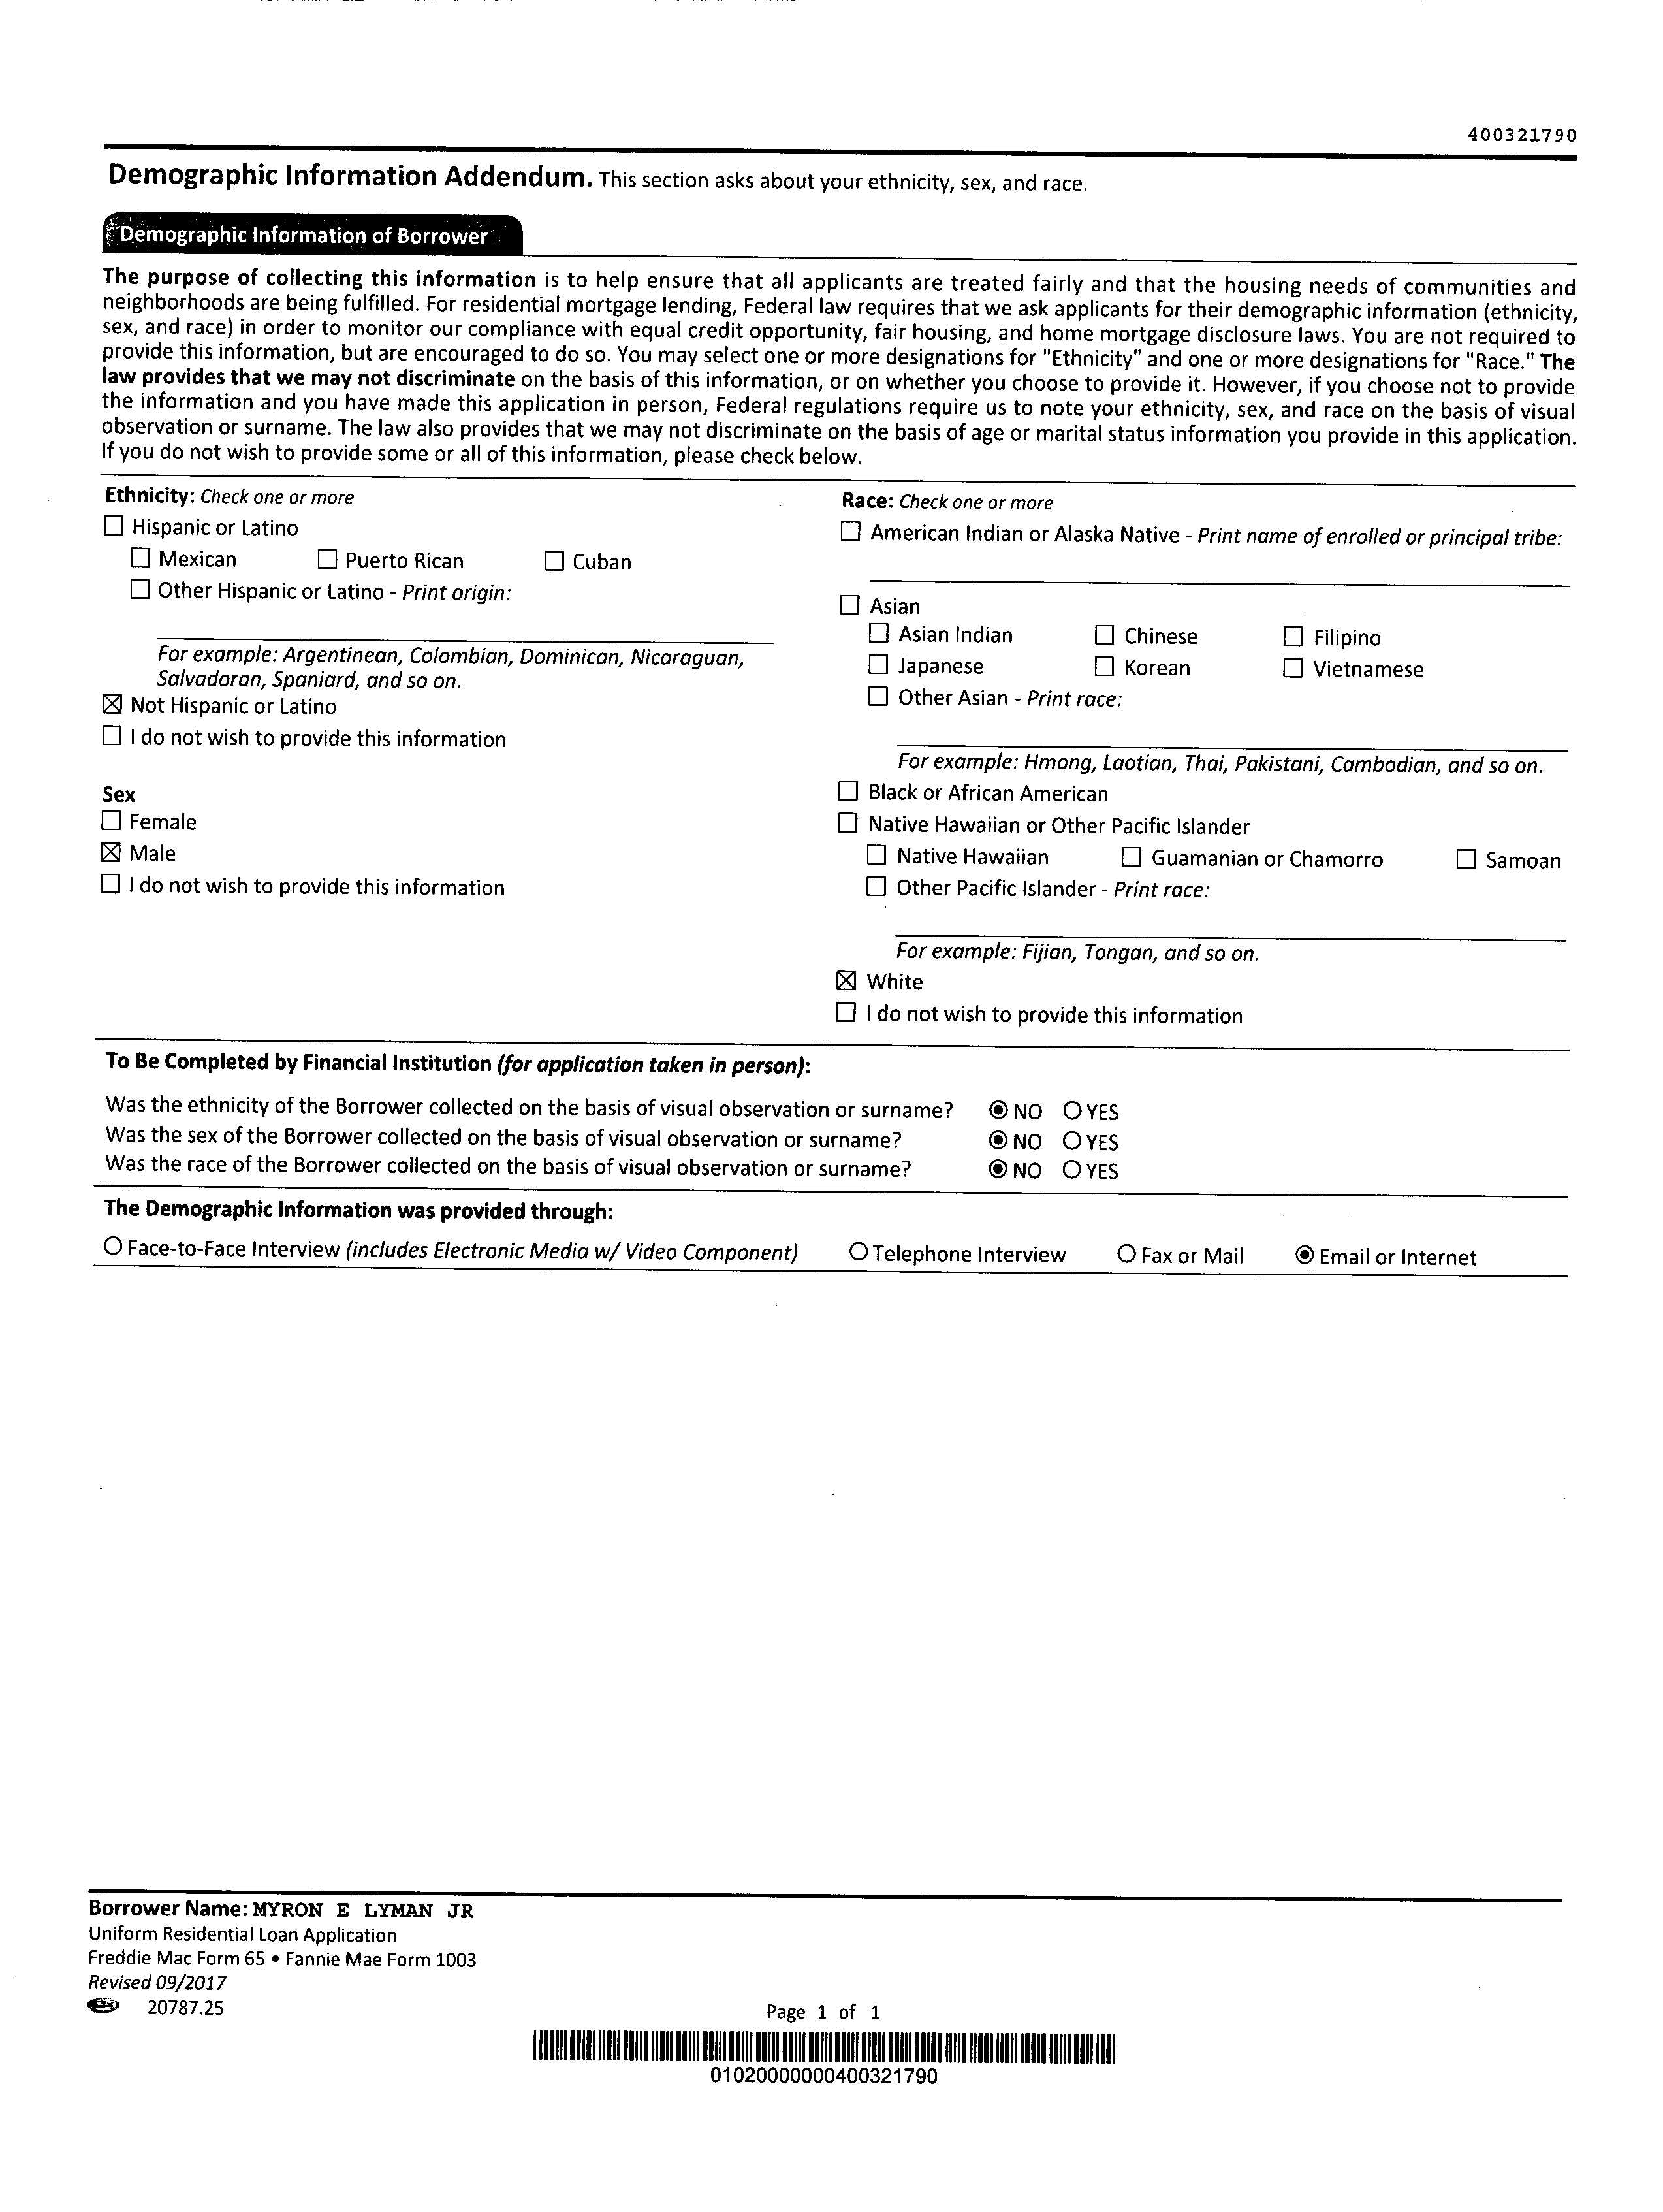 400321790
Demographic Information Addendum. This section asks about your ethnicity, sex, and race.
Demographic Information of Borrower
The purpose of collecting this information is to help ensure that all applicants are treated fairly and that the housing needs of communities and
neighborhoods are being fulfilled. For residential mortgage lending, Federal law requires that we ask applicants for their demographic information (ethnicity,
sex, and race) in order to monitor our compliance with equal credit opportunity, fair housing, and home mortgage disclosure laws. You are not required to
provide this information, but are encouraged to do so. You may select one or more designations for "Ethnicity" and one or more designations for "Race." The
law provides that we may not discriminate on the basis of this information, or on whether you choose to provide it. However, if you choose not to provide
the information and you have made this application in person, Federal regulations require us to note your ethnicity, sex, and race on the basis of visual
observation or surname. The law also provides that we may not discriminate on the basis of age or marital status information you provide in this application.
If you do not wish to provide some or all of this information, please check below.
Ethnicity: Check one or more
☐ Hispanic or Latino
☐ Mexican ☐ Puerto Rican ☐ Cuban
☐ Other Hispanic or Latino - Print origin:
For example: Argentinean, Colombian, Dominican, Nicaraguan,
Salvadoran, Spaniard, and so on.
☒ Not Hispanic or Latino
☐ I do not wish to provide this information
Sex
☐ Female
☒ Male
☐ I do not wish to provide this information
Race: Check one or more
☐ American Indian or Alaska Native - Print name of enrolled or principal tribe:
☐ Asian
☐ Asian Indian ☐ Chinese ☐ Filipino
☐ Japanese ☐ Korean ☐ Vietnamese
☐ Other Asian - Print race:
For example: Hmong, Laotian, Thai, Pakistani, Cambodian, and so on.
☐ Black or African American
☐ Native Hawaiian or Other Pacific Islander
☐ Native Hawaiian ☐ Guamanian or Chamorro ☐ Samoan
☐ Other Pacific Islander - Print race:
For example: Fijian, Tongan, and so on.
☒ White
☐ I do not wish to provide this information
To Be Completed by Financial Institution (for application taken in person):
Was the ethnicity of the Borrower collected on the basis of visual observation or surname? ◉ NO ○ YES
Was the sex of the Borrower collected on the basis of visual observation or surname? ◉ NO ○ YES
Was the race of the Borrower collected on the basis of visual observation or surname? ◉ NO ○ YES
The Demographic Information was provided through:
○ Face-to-Face Interview (includes Electronic Media w/ Video Component) ○ Telephone Interview ○ Fax or Mail ◉ Email or Internet
Borrower Name: MYRON E LYMAN JR
Uniform Residential Loan Application
Freddie Mac Form 65 • Fannie Mae Form 1003
Revised 09/2017
20787.25
Page 1 of 1
01020000000400321790